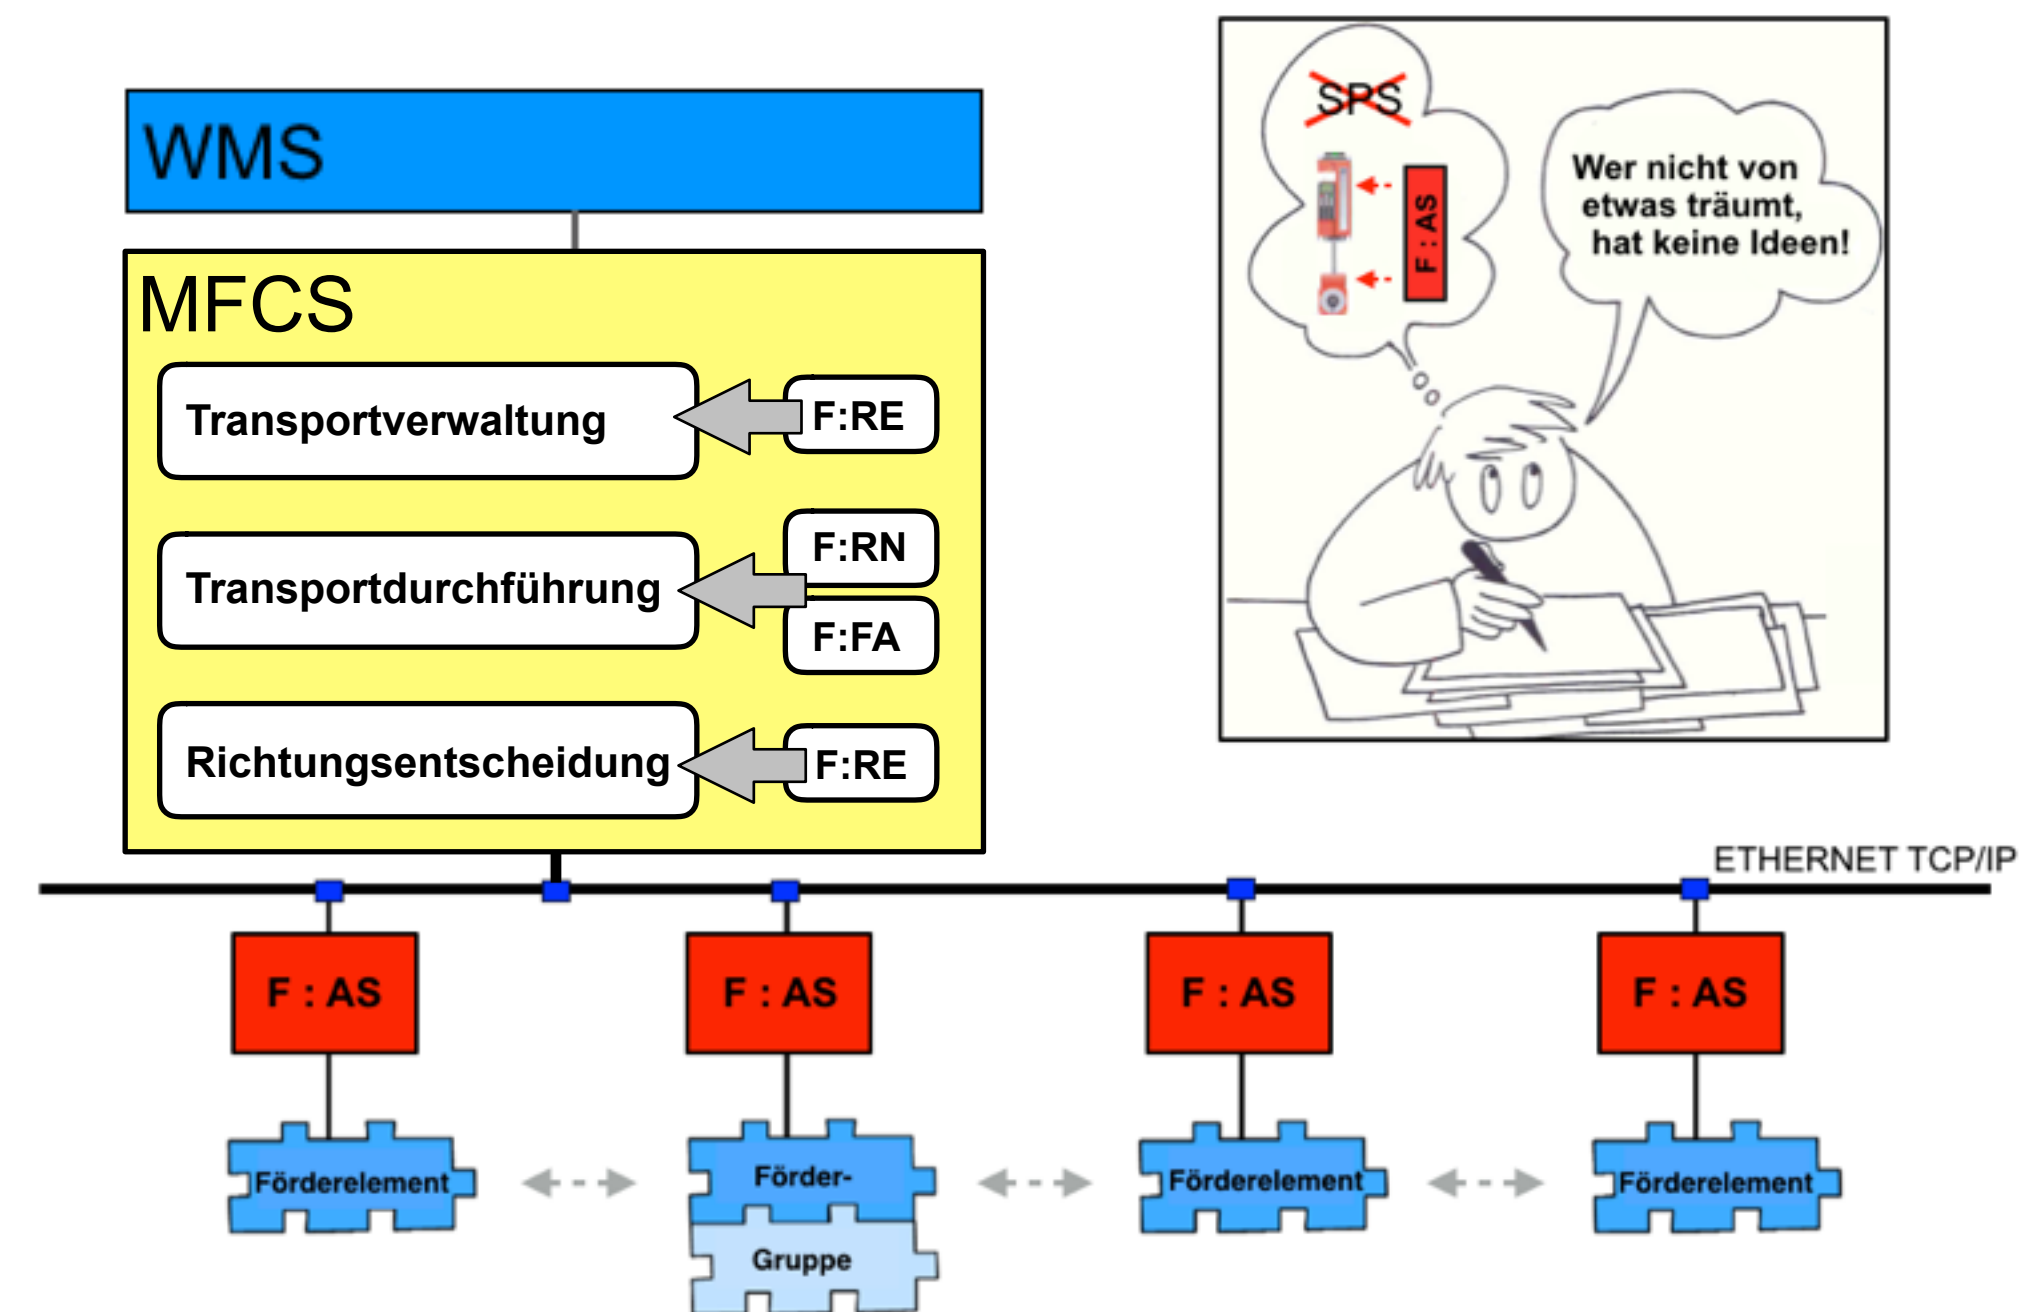 WMS
MFCS
Transportverwaltung
F:RE
Transportdurchführung
F:RN
F:FA
Richtungsentscheidung
F:RE
SPS
F : AS
Wer nicht von
etwas träumt,
hat keine Ideen!
ETHERNET TCP/IP
F : AS
F : AS
F : AS
F : AS
Förderelement
Förder-
Gruppe
Förderelement
Förderelement